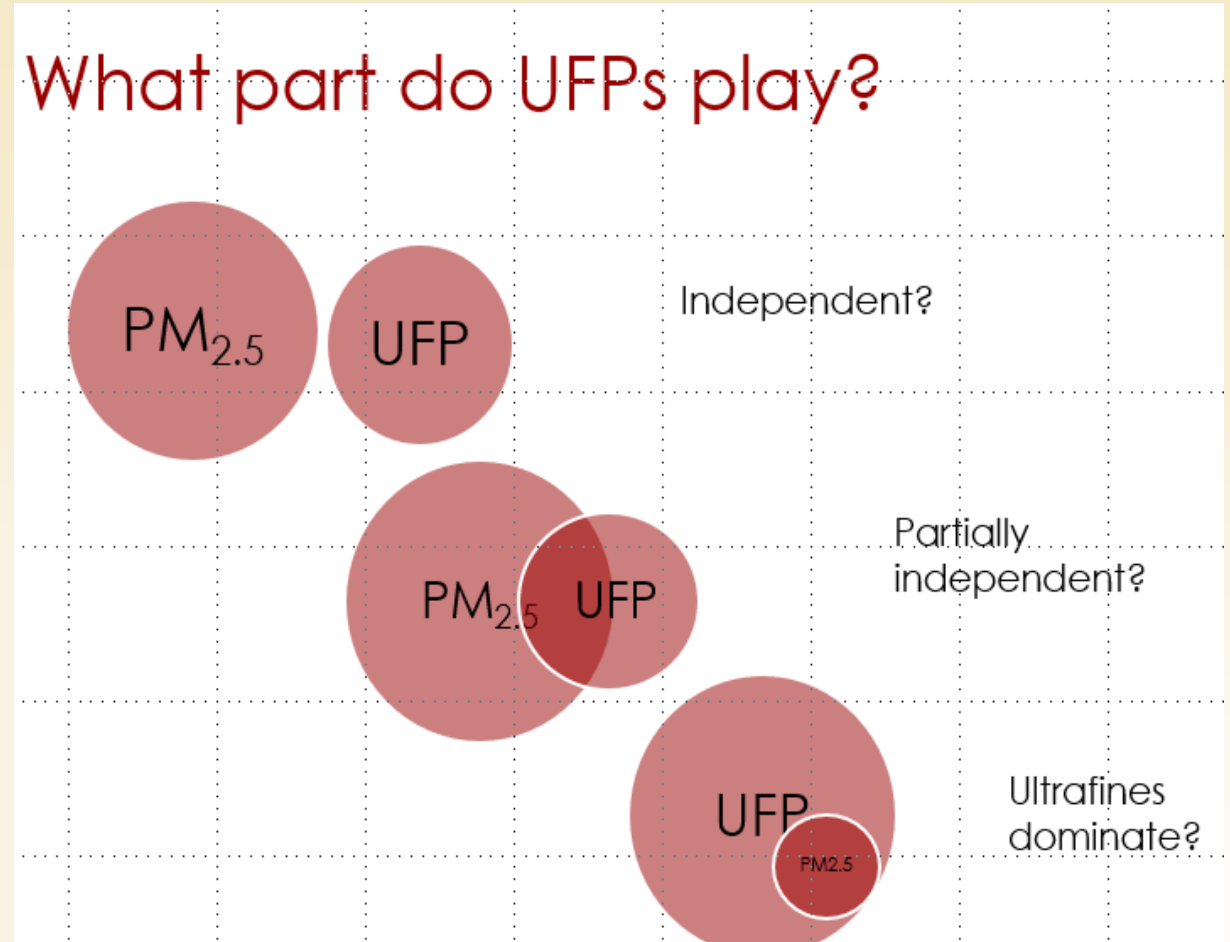 What part do UFPs play?
PM2.5
UFP
Independent?
PM2.5
UFP
Partially
independent?
UFP
PM2.5
Ultrafines
dominate?